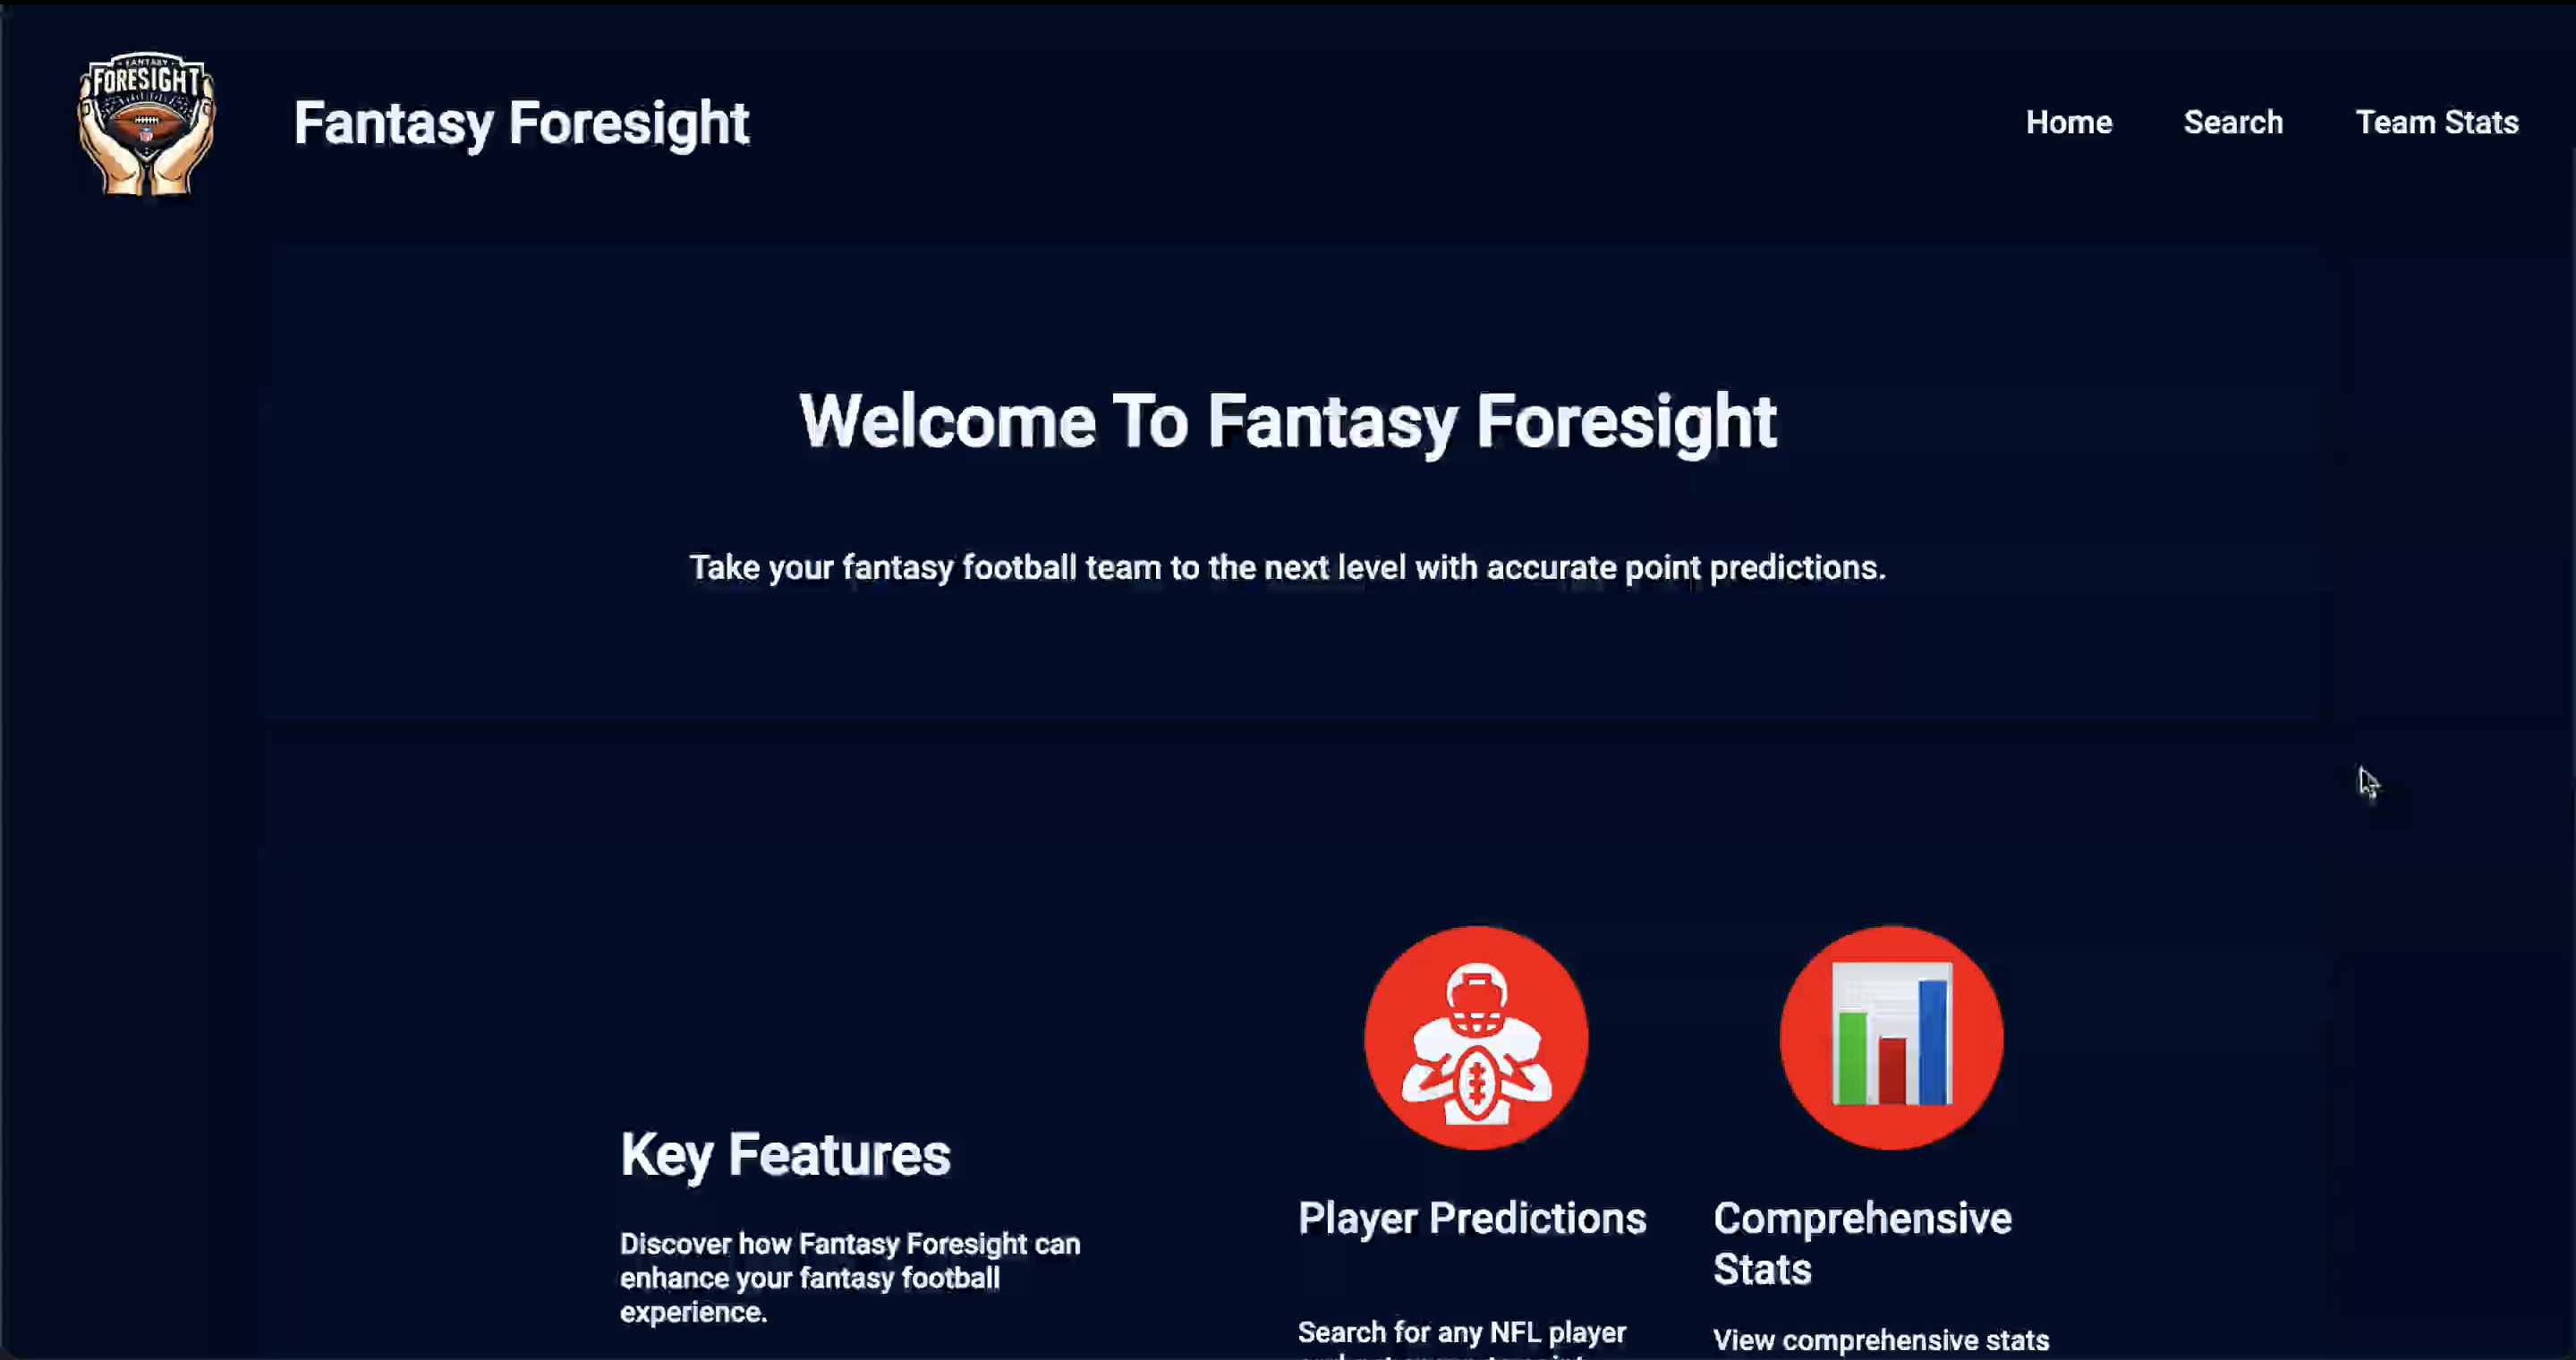 FANTASY
FORESIGHT
Fantasy Foresight
Home
Search
Team Stats
Welcome To Fantasy Foresight
Take your fantasy football team to the next level with accurate point predictions.
Key Features
Discover how Fantasy Foresight can
enhance your fantasy football
experience.
Player Predictions
Search for any NFL player
Comprehensive
Stats
View comprehensive stats